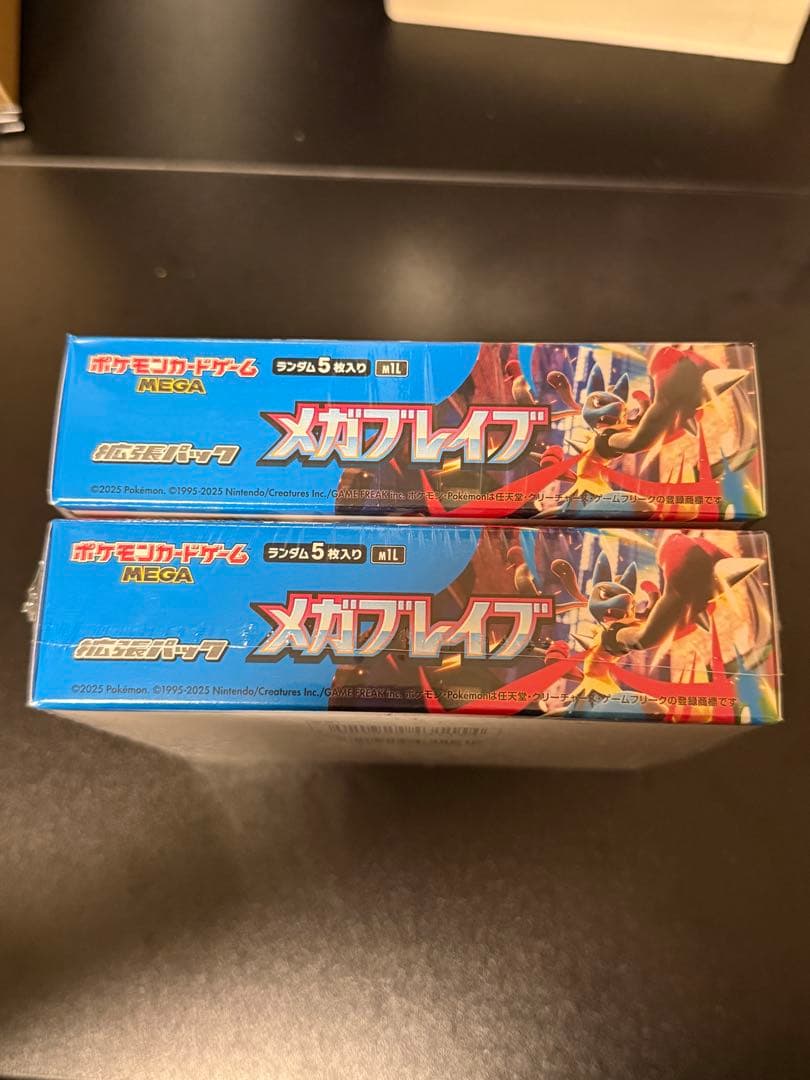 ポケモンカードゲーム
MEGA
ランダム5枚入り
M1L
拡張パック
メガブレイブ
©2025 Pokémon. ©1995-2025 Nintendo/Creatures Inc./GAME FREAK inc. ポケモン・Pokémonは任天堂・クリーチャーズ・ゲームフリークの登録商標です
ポケモンカードゲーム
MEGA
ランダム5枚入り
M1L
拡張パック
メガブレイブ
©2025 Pokémon. ©1995-2025 Nintendo/Creatures Inc./GAME FREAK inc. ポケモン・Pokémonは任天堂・クリーチャーズ・ゲームフリークの登録商標です